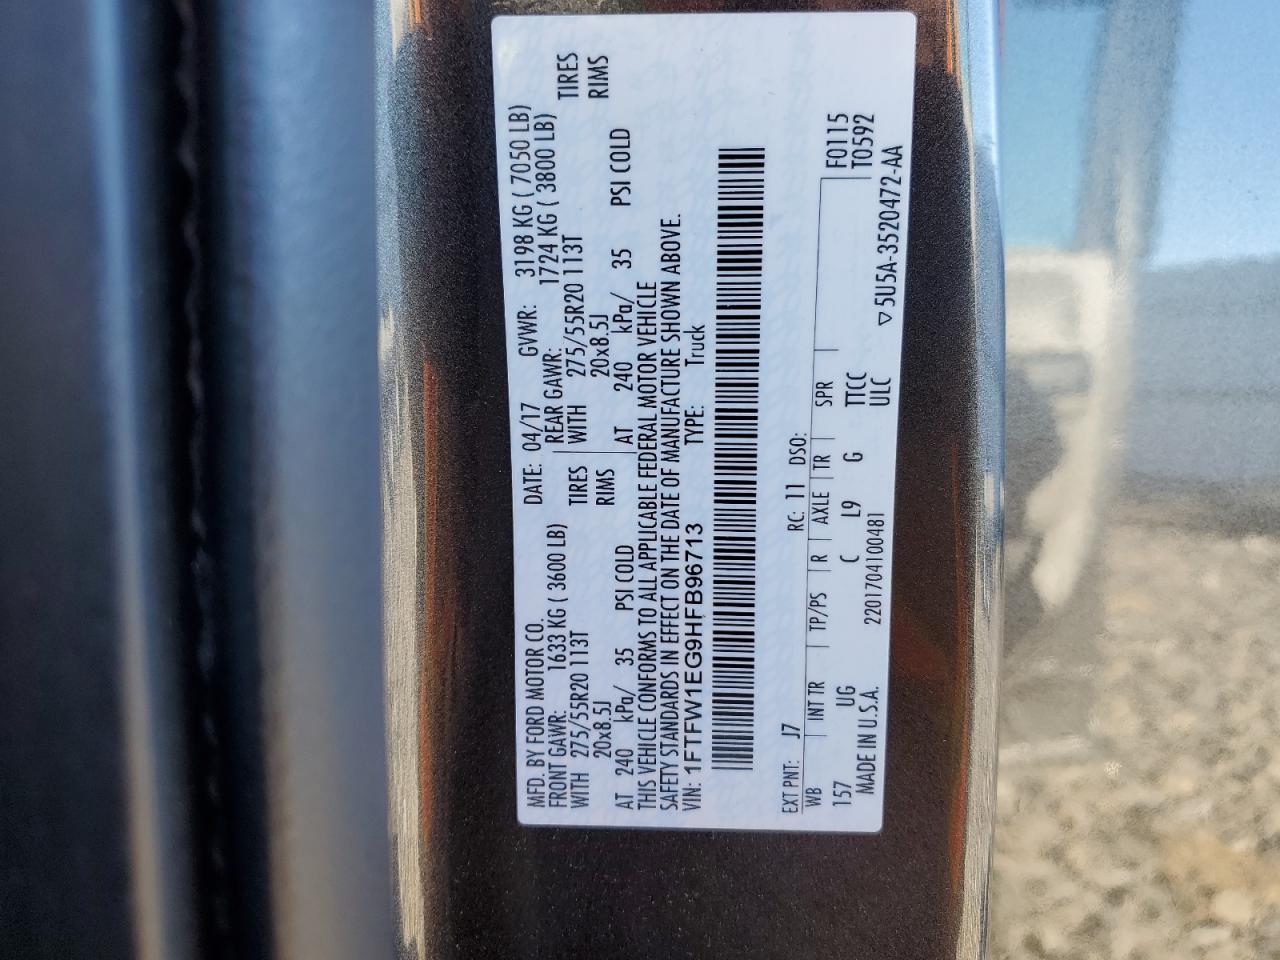 MFD. BY FORD MOTOR CO. DATE: 04/17 GVWR: 3198 KG ( 7050 LB)
FRONT GAWR: 1633 KG ( 3600 LB) REAR GAWR: 1724 KG ( 3800 LB)
WITH 275/55R20 113T TIRES WITH 275/55R20 113T TIRES
20x8.5J RIMS 20x8.5J RIMS
AT 240 kPa/ 35 PSI COLD AT 240 kPa/ 35 PSI COLD
THIS VEHICLE CONFORMS TO ALL APPLICABLE FEDERAL MOTOR VEHICLE
SAFETY STANDARDS IN EFFECT ON THE DATE OF MANUFACTURE SHOWN ABOVE.
VIN: 1FTFW1EG9HFB96713 TYPE: Truck
EXT PNT: J7 RC: 11 DSO:
WB INT TR TP/PS R AXLE TR SPR F0115
157 UG C L9 G TTCC T0592
MADE IN U.S.A. 2201704100481 ULC ▽5U5A-3520472-AA